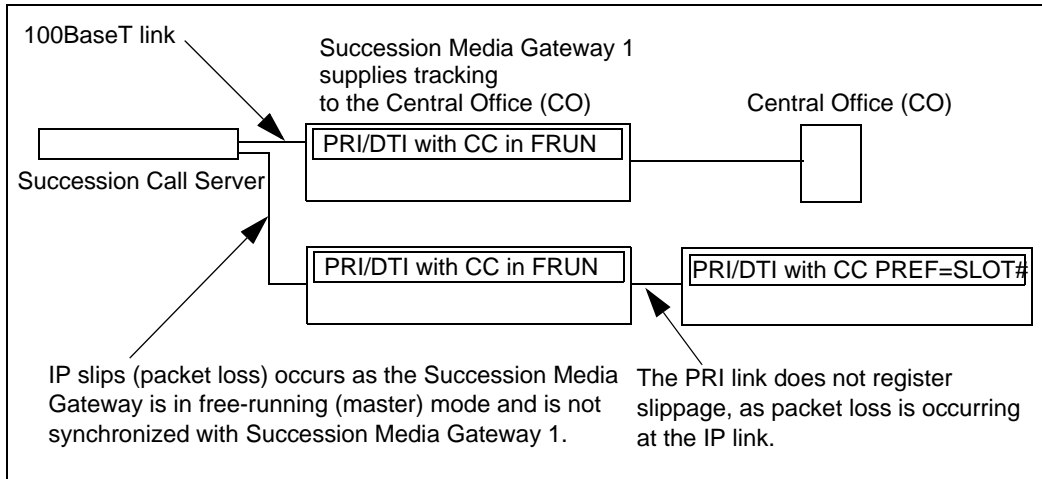 100BaseT link
Succession Media Gateway 1
supplies tracking
to the Central Office (CO)
Central Office (CO)
PRI/DTI with CC in FRUN
Succession Call Server
PRI/DTI with CC in FRUN
PRI/DTI with CC PREF=SLOT#
IP slips (packet loss) occurs as the Succession Media
Gateway is in free-running (master) mode and is not
synchronized with Succession Media Gateway 1.
The PRI link does not register
slippage, as packet loss is occurring
at the IP link.